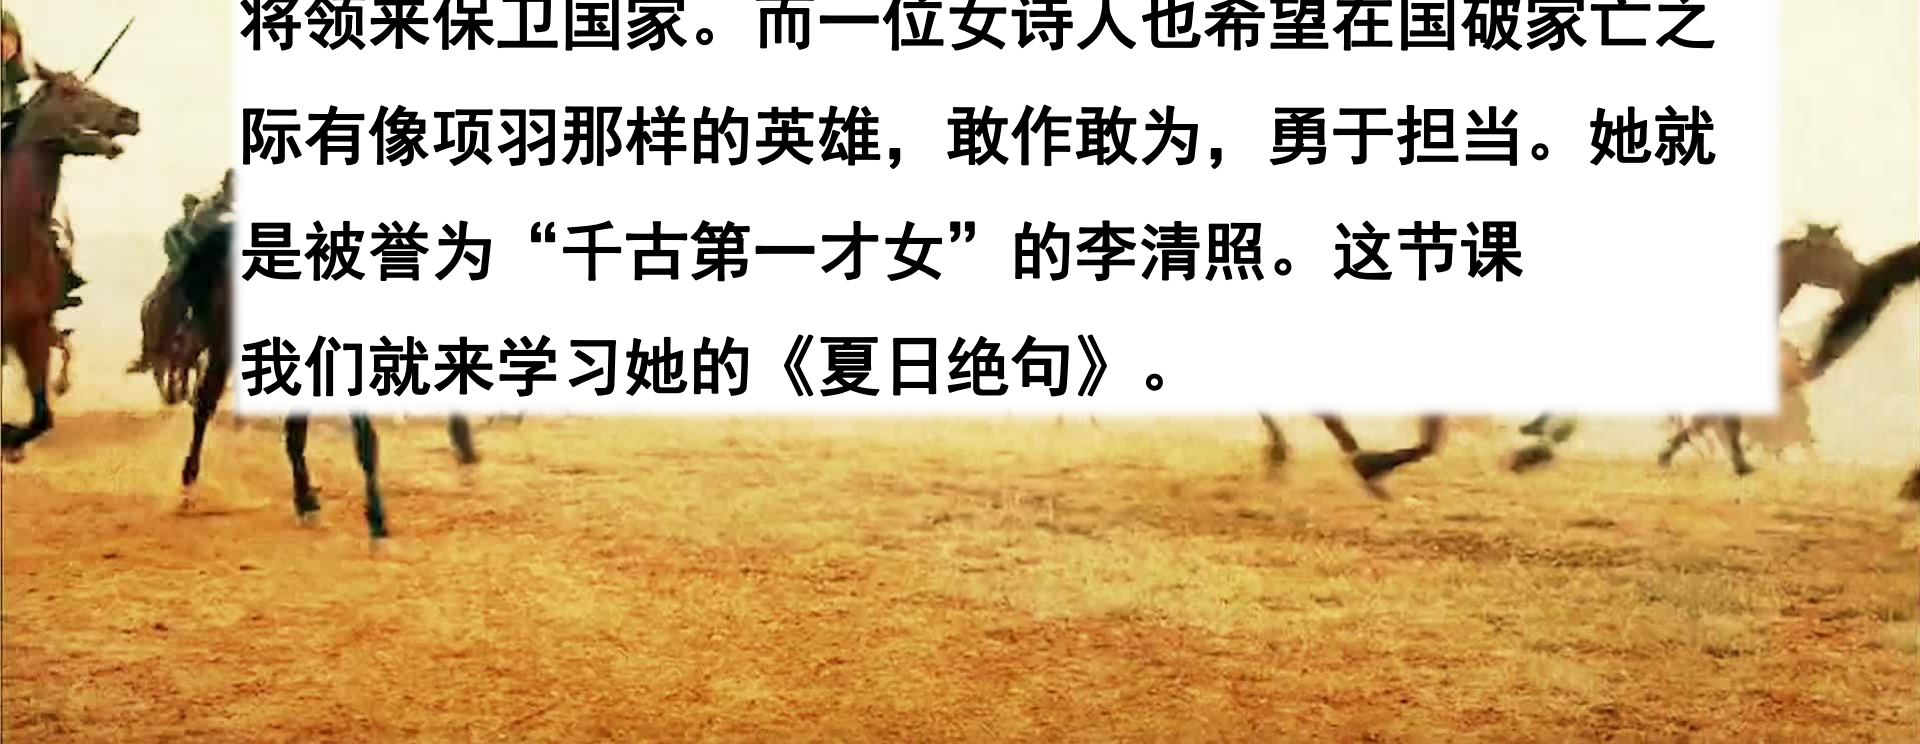 将领来保卫国家。而一位女诗人也希望在国破家亡之
际有像项羽那样的英雄，敢作敢为，勇于担当。她就
是被誉为“千古第一才女”的李清照。这节课
我们就来学习她的《夏日绝句》。